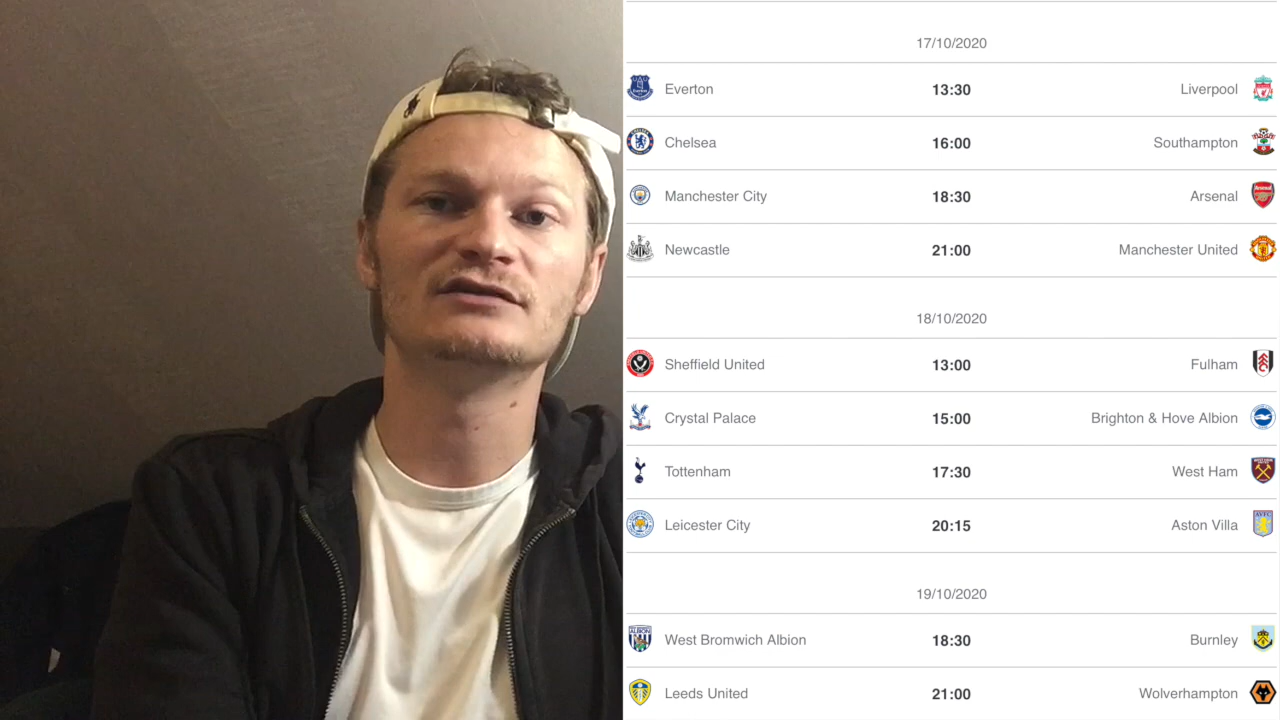 17/10/2020
Everton 13:30 Liverpool
Chelsea 16:00 Southampton
Manchester City 18:30 Arsenal
Newcastle 21:00 Manchester United
18/10/2020
Sheffield United 13:00 Fulham
Crystal Palace 15:00 Brighton & Hove Albion
Tottenham 17:30 West Ham
Leicester City 20:15 Aston Villa
19/10/2020
West Bromwich Albion 18:30 Burnley
Leeds United 21:00 Wolverhampton